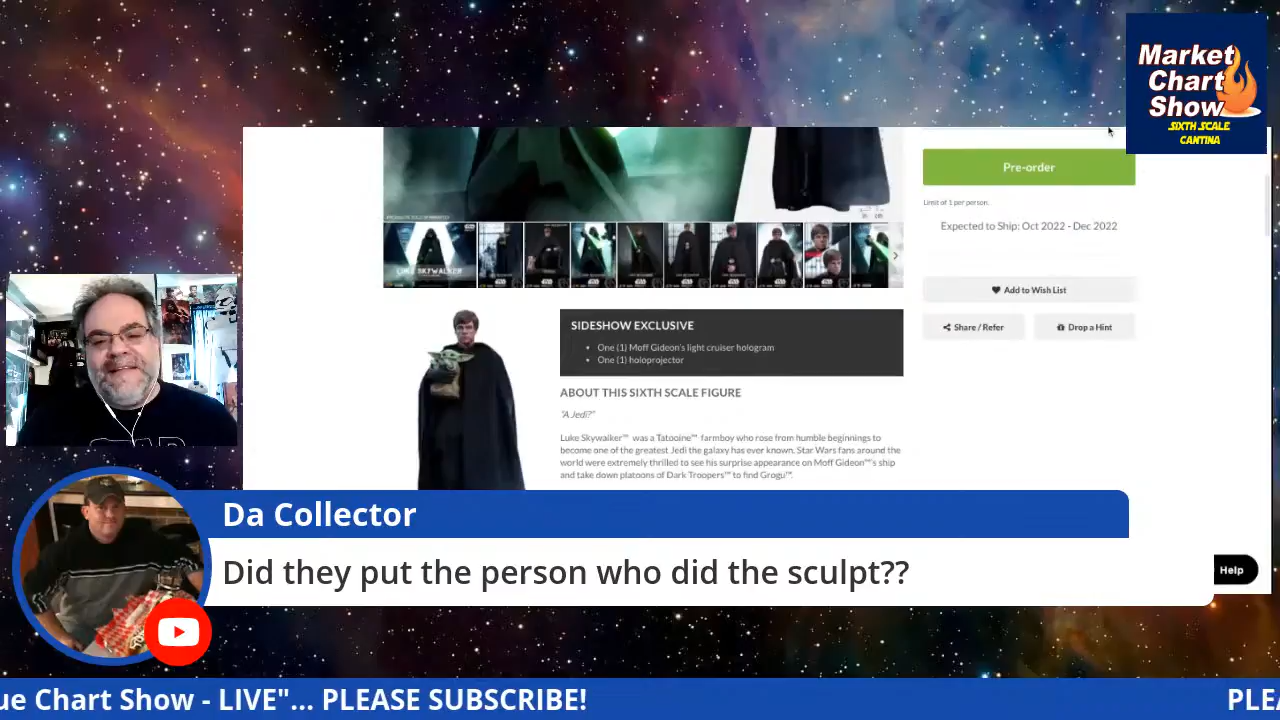 Market
Chart
Show
SIXTH SCALE
CANTINA
Pre-order
Limit of 1 per person.
Expected to Ship: Oct 2022 - Dec 2022
LUKE SKYWALKER
Add to Wish List
Share / Refer
Drop a Hint
SIDESHOW EXCLUSIVE
• One (1) Moff Gideon's light cruiser hologram
• One (1) holoprojector
ABOUT THIS SIXTH SCALE FIGURE
"A Jedi?"
Luke Skywalker™ was a Tatooine™ farmboy who rose from humble beginnings to
become one of the greatest Jedi the galaxy has ever known. Star Wars fans around the
world were extremely thrilled to see his surprise appearance on Moff Gideon™'s ship
and take down platoons of Dark Troopers™ to find Grogu™.
Da Collector
Did they put the person who did the sculpt??
Help
ue Chart Show - LIVE"... PLEASE SUBSCRIBE!
PLEA